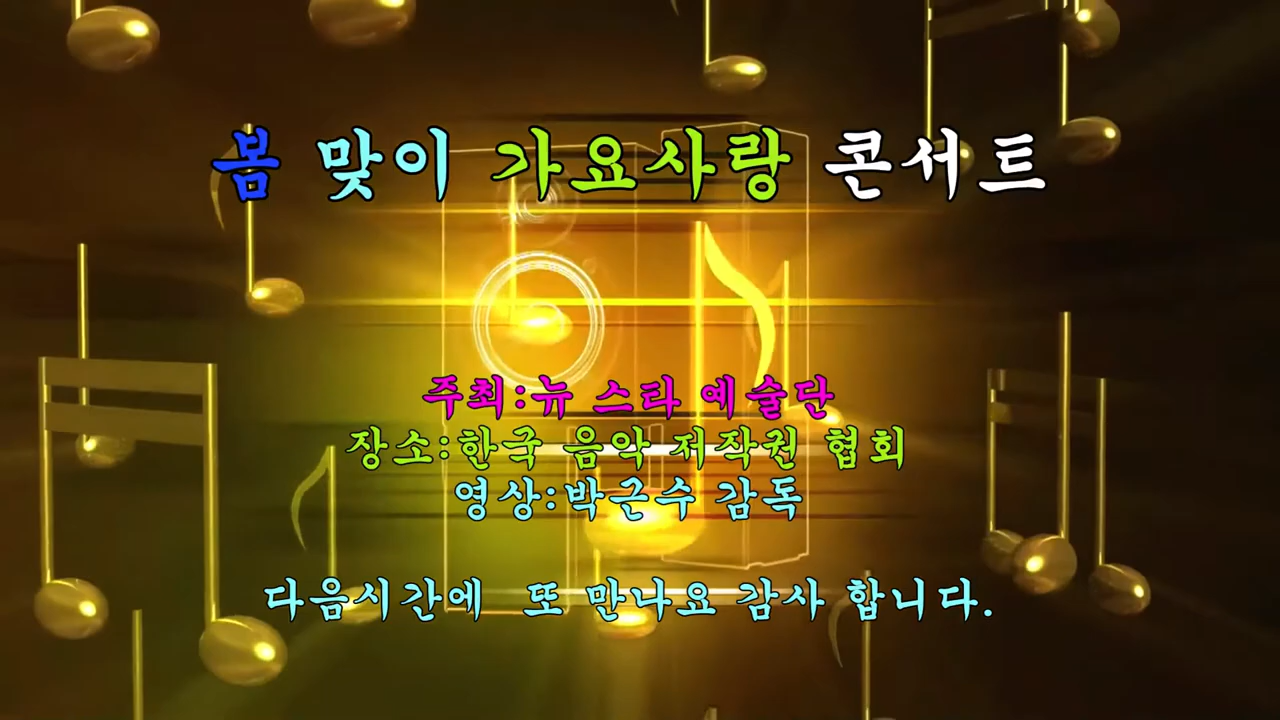 봄 맞이 가요사랑 콘서트
주최:뉴 스타 예술단
장소:한국 음악 저작권 협회
영상:박근수 감독
다음시간에 또 만나요 감사 합니다.